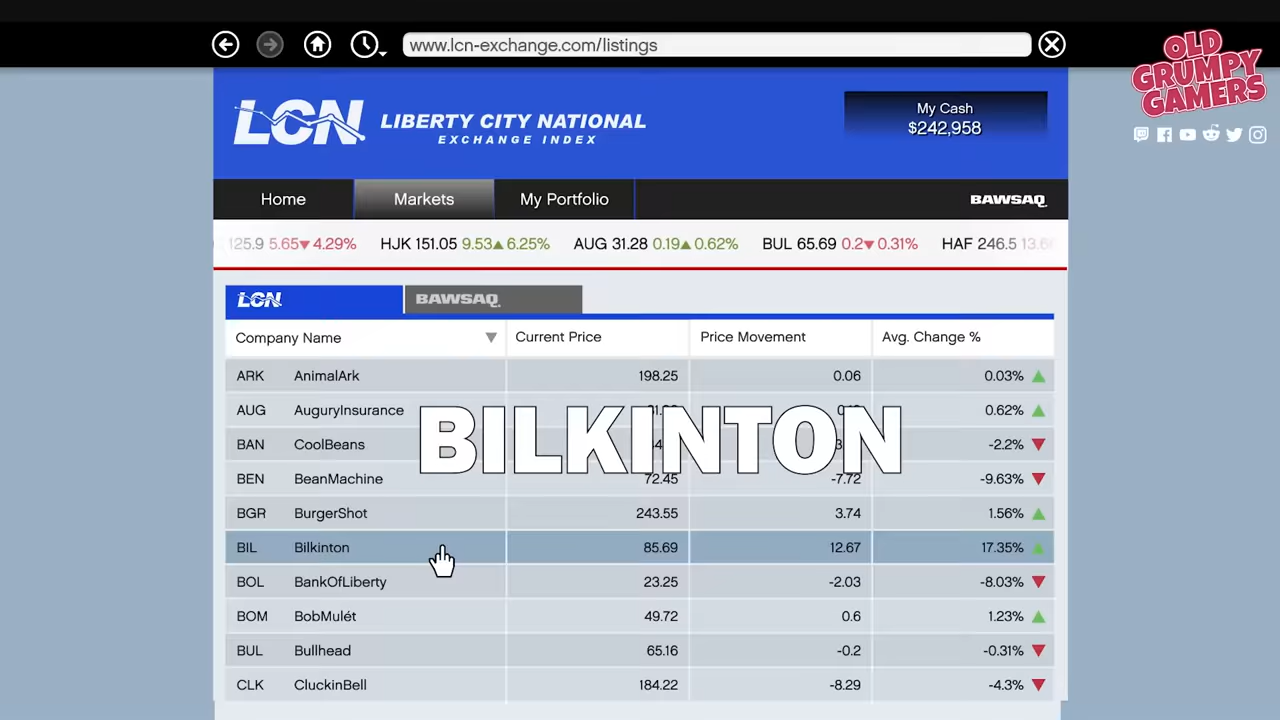 www.lcn-exchange.com/listings
OLD
GRUMPY
GAMERS
LCN LIBERTY CITY NATIONAL
EXCHANGE INDEX
My Cash
$242,958
Home Markets My Portfolio BAWSAQ
125.9 5.65▼4.29% HJK 151.05 9.53▲6.25% AUG 31.28 0.19▲0.62% BUL 65.69 0.2▼0.31% HAF 246.5
LCN BAWSAQ
Company Name ▼ Current Price Price Movement Avg. Change %
ARK AnimalArk 198.25 0.06 0.03% ▲
AUG AuguryInsurance 0.62% ▲
BAN CoolBeans -2.2% ▼
BILKINTON
BEN BeanMachine 72.45 -7.72 -9.63% ▼
BGR BurgerShot 243.55 3.74 1.56% ▲
BIL Bilkinton 85.69 12.67 17.35% ▲
BOL BankOfLiberty 23.25 -2.03 -8.03% ▼
BOM BobMulét 49.72 0.6 1.23% ▲
BUL Bullhead 65.16 -0.2 -0.31% ▼
CLK CluckinBell 184.22 -8.29 -4.3% ▼